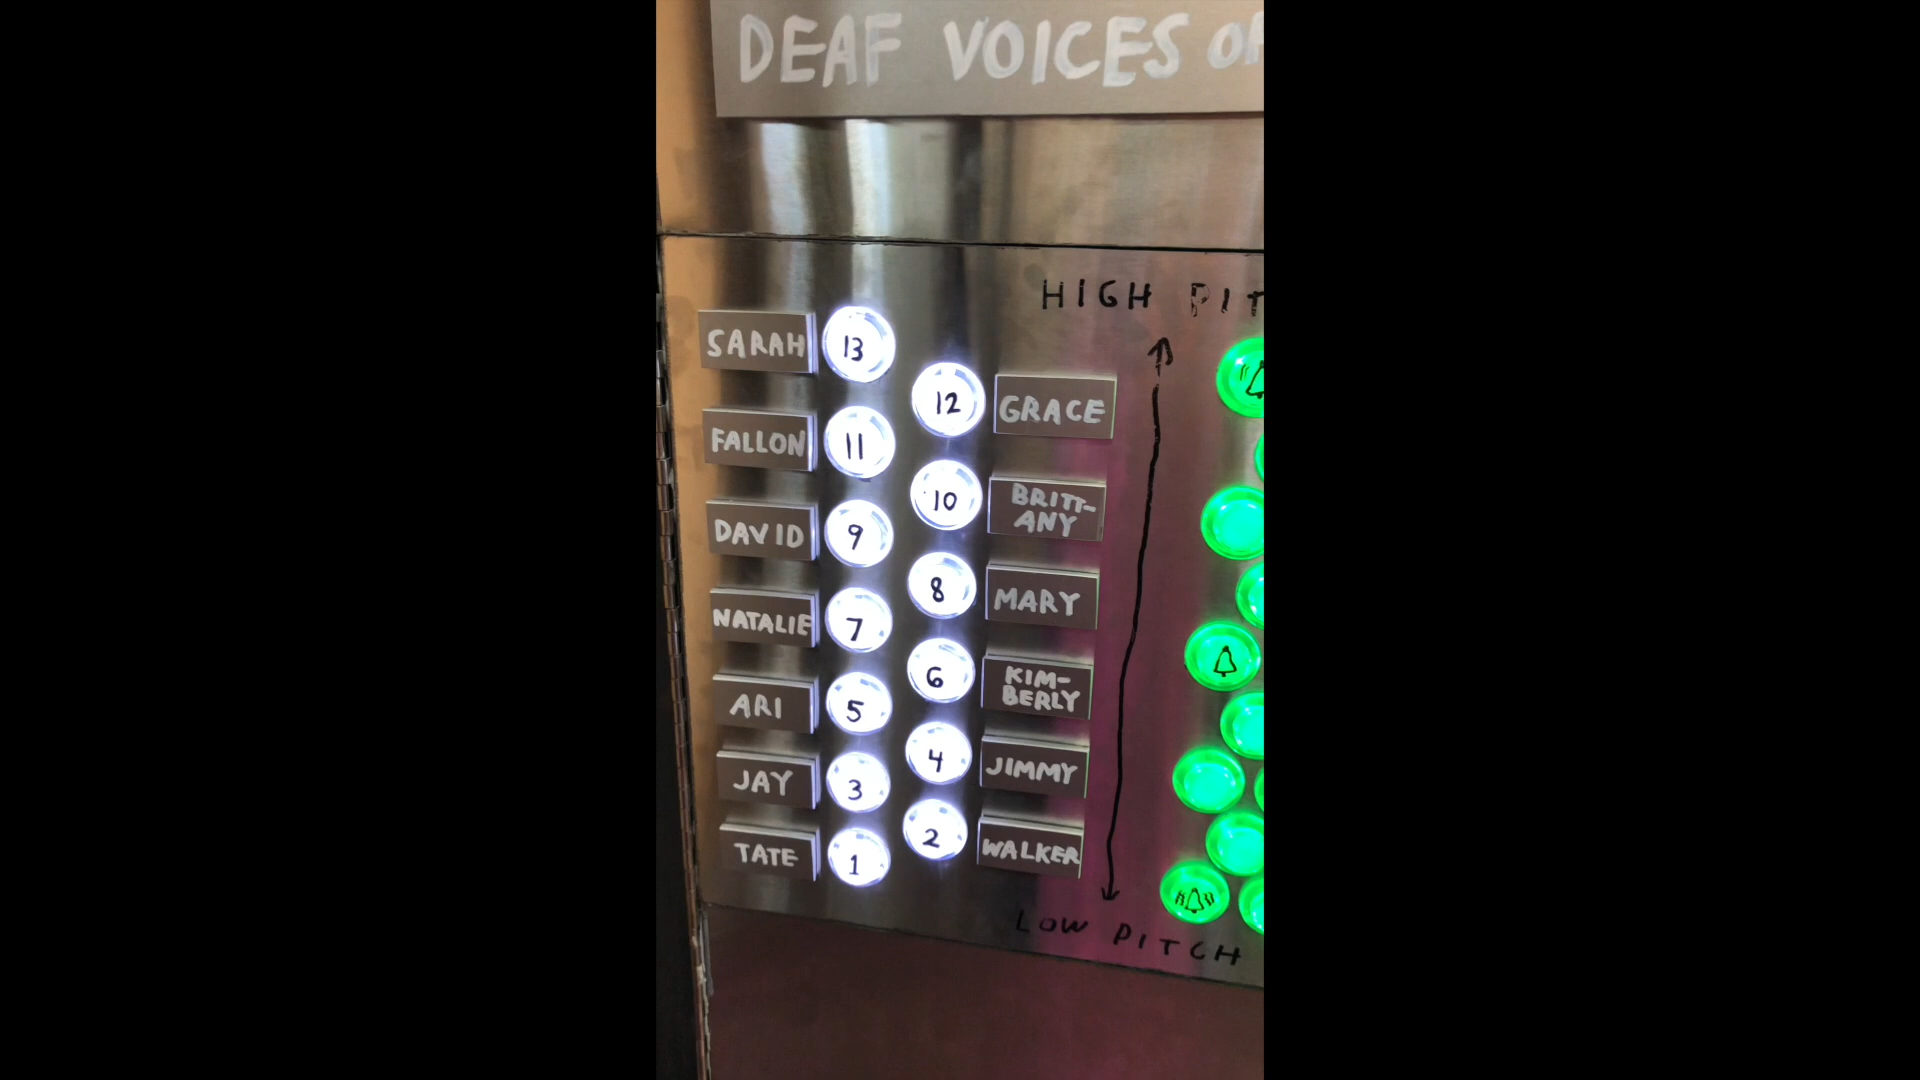 DEAF VOICES OF
HIGH PIT
SARAH 13
12 GRACE
FALLON 11
10 BRITT-
ANY
DAVID 9
8 MARY
NATALIE 7
6 KIM-
BERLY
ARI 5
4 JIMMY
JAY 3
2 WALKER
TATE 1
LOW PITCH